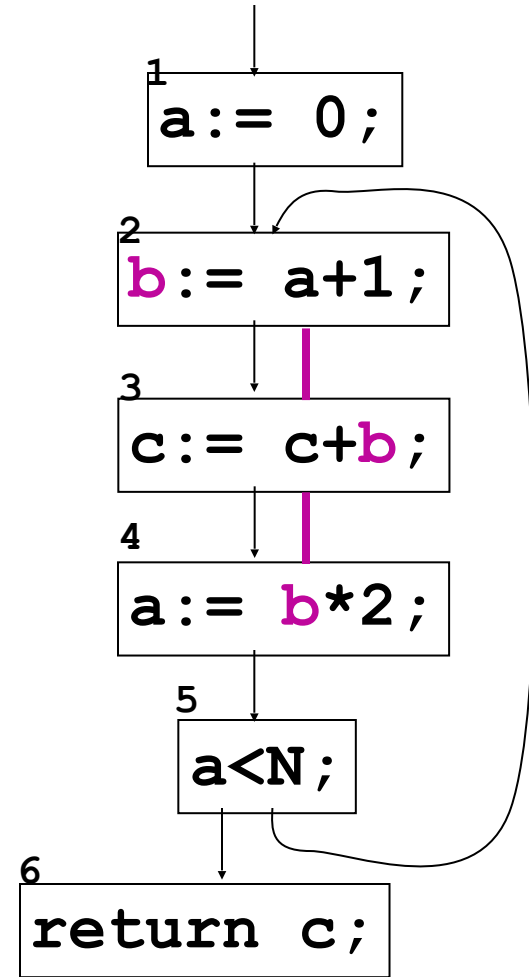 1
a:= 0;
2
b:= a+1;
3
c:= c+b;
4
a:= b*2;
5
a<N;
6
return c;